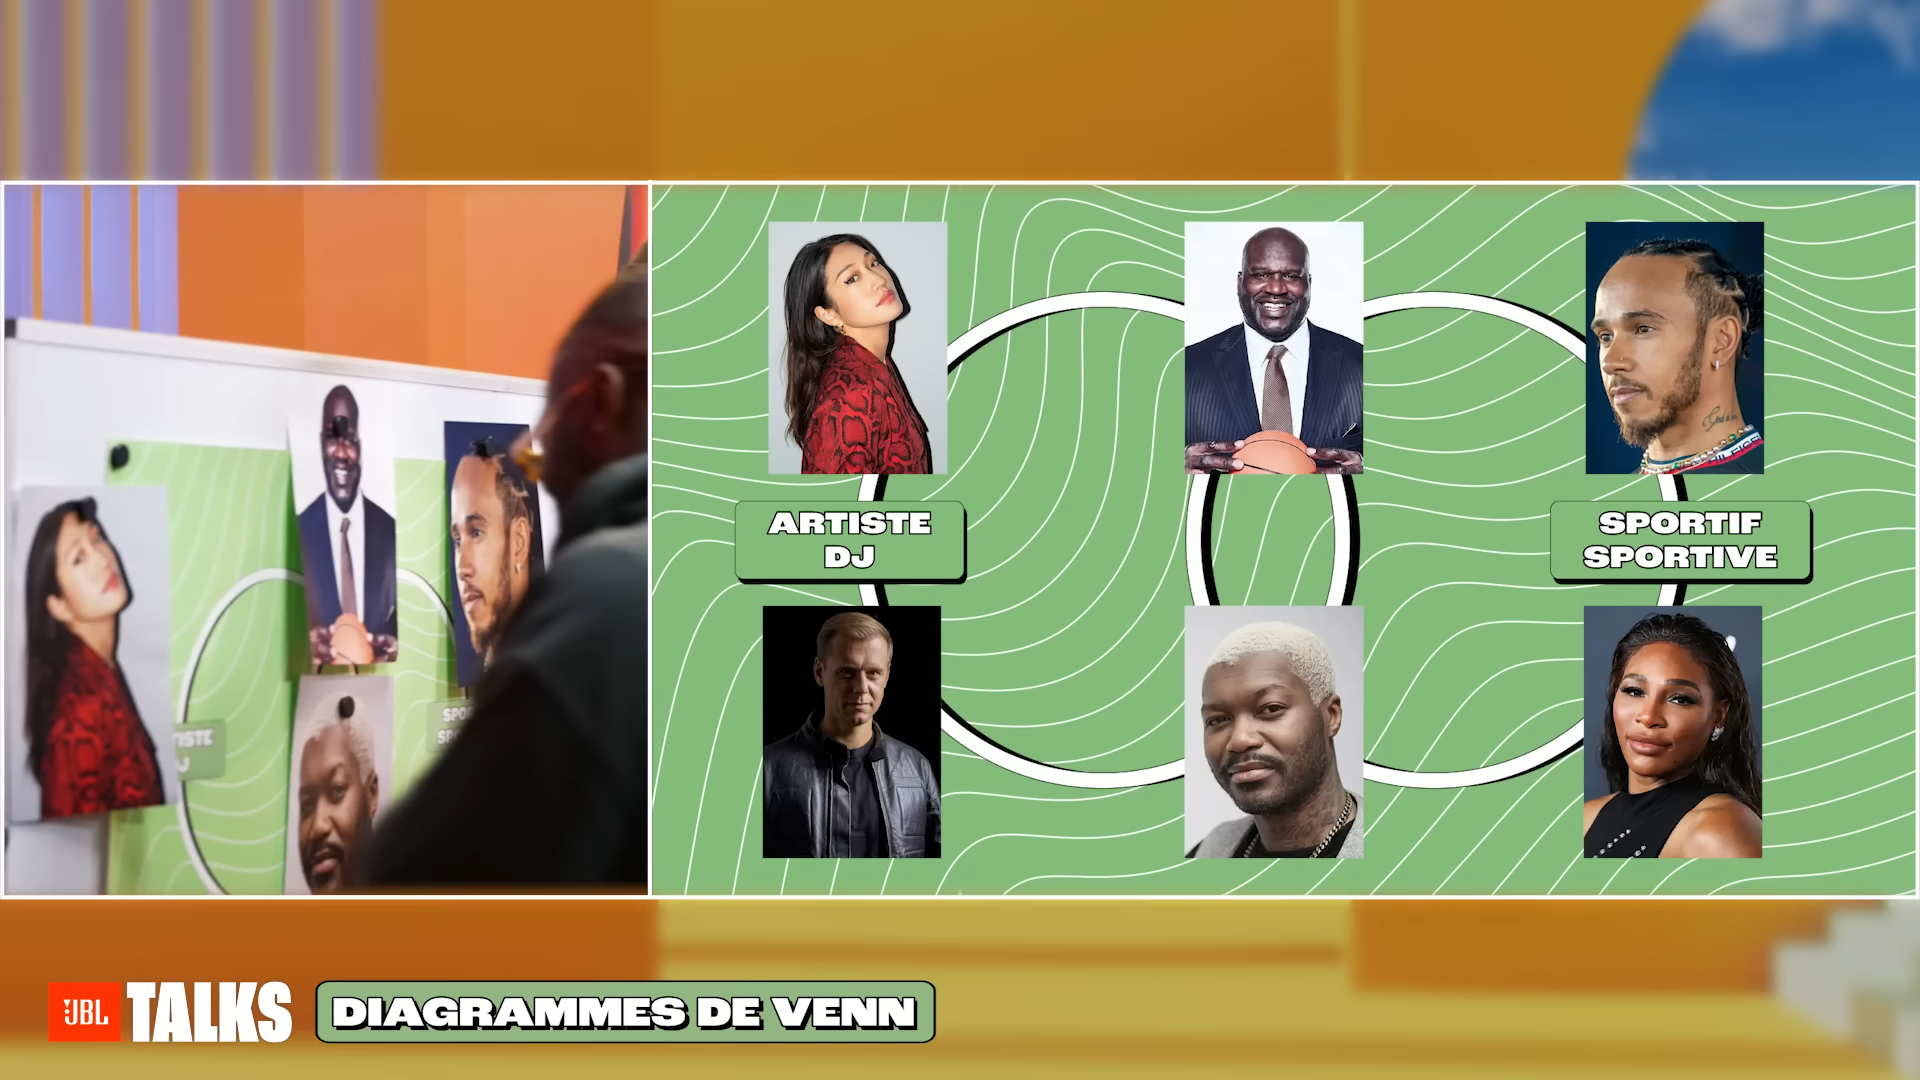 ARTISTE
DJ
SPORTIF
SPORTIVE
JBL TALKS
DIAGRAMMES DE VENN